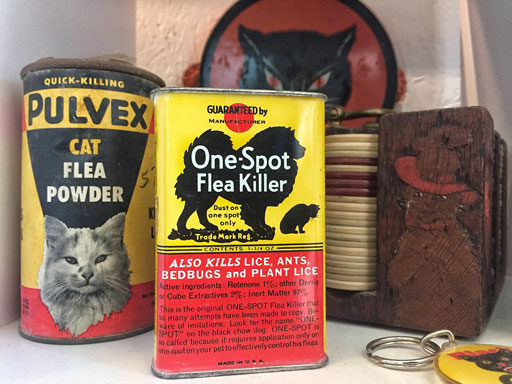 QUICK-KILLING
PULVEX
CAT
FLEA
POWDER
GUARANTEED by
MANUFACTURER
One-Spot
Flea Killer
Dust on
one spot
only
Trade Mark Reg.
CONTENTS 1-1/4 OZ.
ALSO KILLS LICE, ANTS,
BEDBUGS and PLANT LICE
Active ingredients: Rotenone 1%; other Derris
or Cube Extractives 2%; Inert Matter 97%.
This is the original ONE-SPOT Flea Killer that
so many attempts have been made to copy. Be-
ware of imitations. Look for the name "ONE-
SPOT" on the black chow dog. ONE-SPOT is
so called because it requires application only on
one spot on your pet to effectively control his fleas.
MADE IN U.S.A.